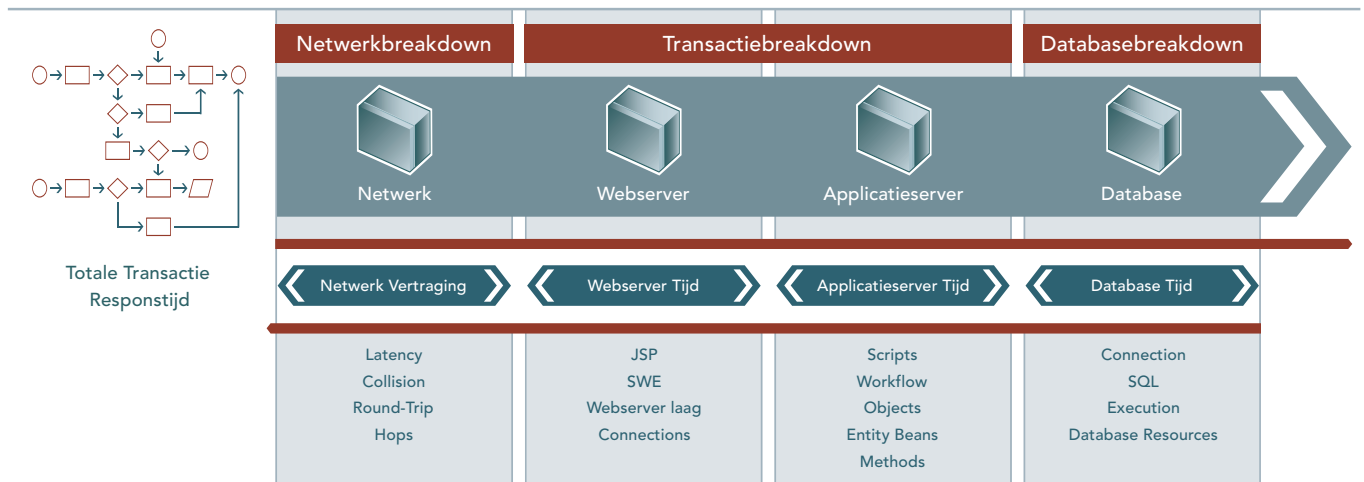 Netwerkbreakdown
Transactiebreakdown
Databasebreakdown
Netwerk
Webserver
Applicatieserver
Database
Totale Transactie
Responstijd
Netwerk Vertraging
Webserver Tijd
Applicatieserver Tijd
Database Tijd
Latency
Collision
Round-Trip
Hops
JSP
SWE
Webserver laag
Connections
Scripts
Workflow
Objects
Entity Beans
Methods
Connection
SQL
Execution
Database Resources